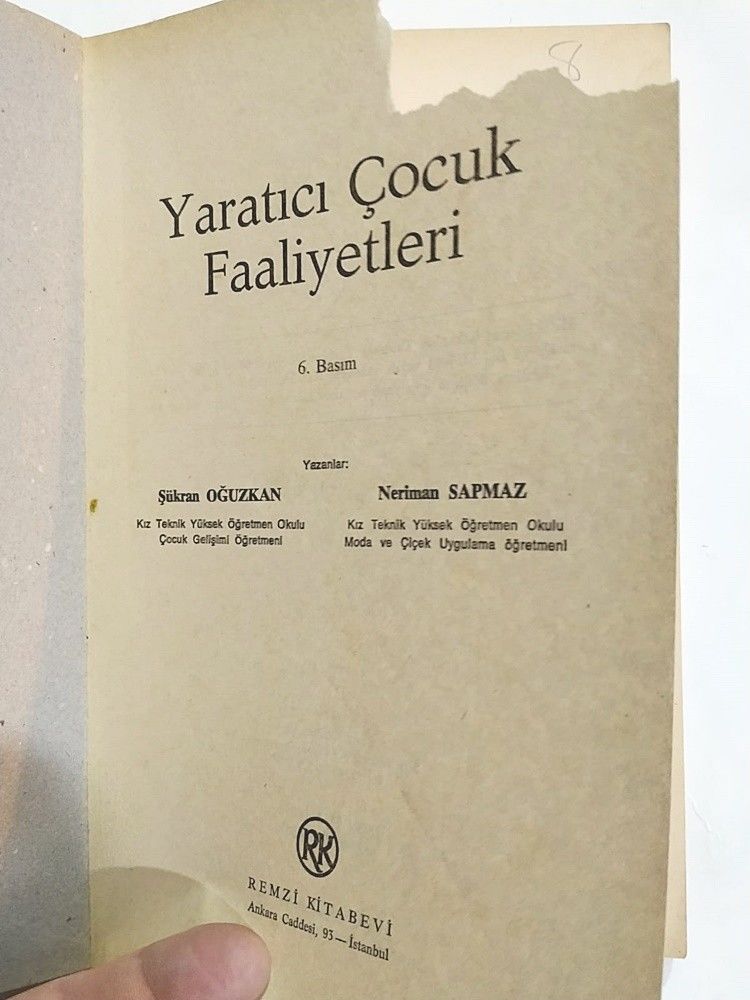 8
Yaratıcı Çocuk
Faaliyetleri
6. Basım
Yazanlar:
Şükran OĞUZKAN
Kız Teknik Yüksek Öğretmen Okulu
Çocuk Gelişimi Öğretmeni
Neriman SAPMAZ
Kız Teknik Yüksek Öğretmen Okulu
Moda ve Çiçek Uygulama öğretmeni
RK
REMZİ KİTABEVİ
Ankara Caddesi, 93 — İstanbul